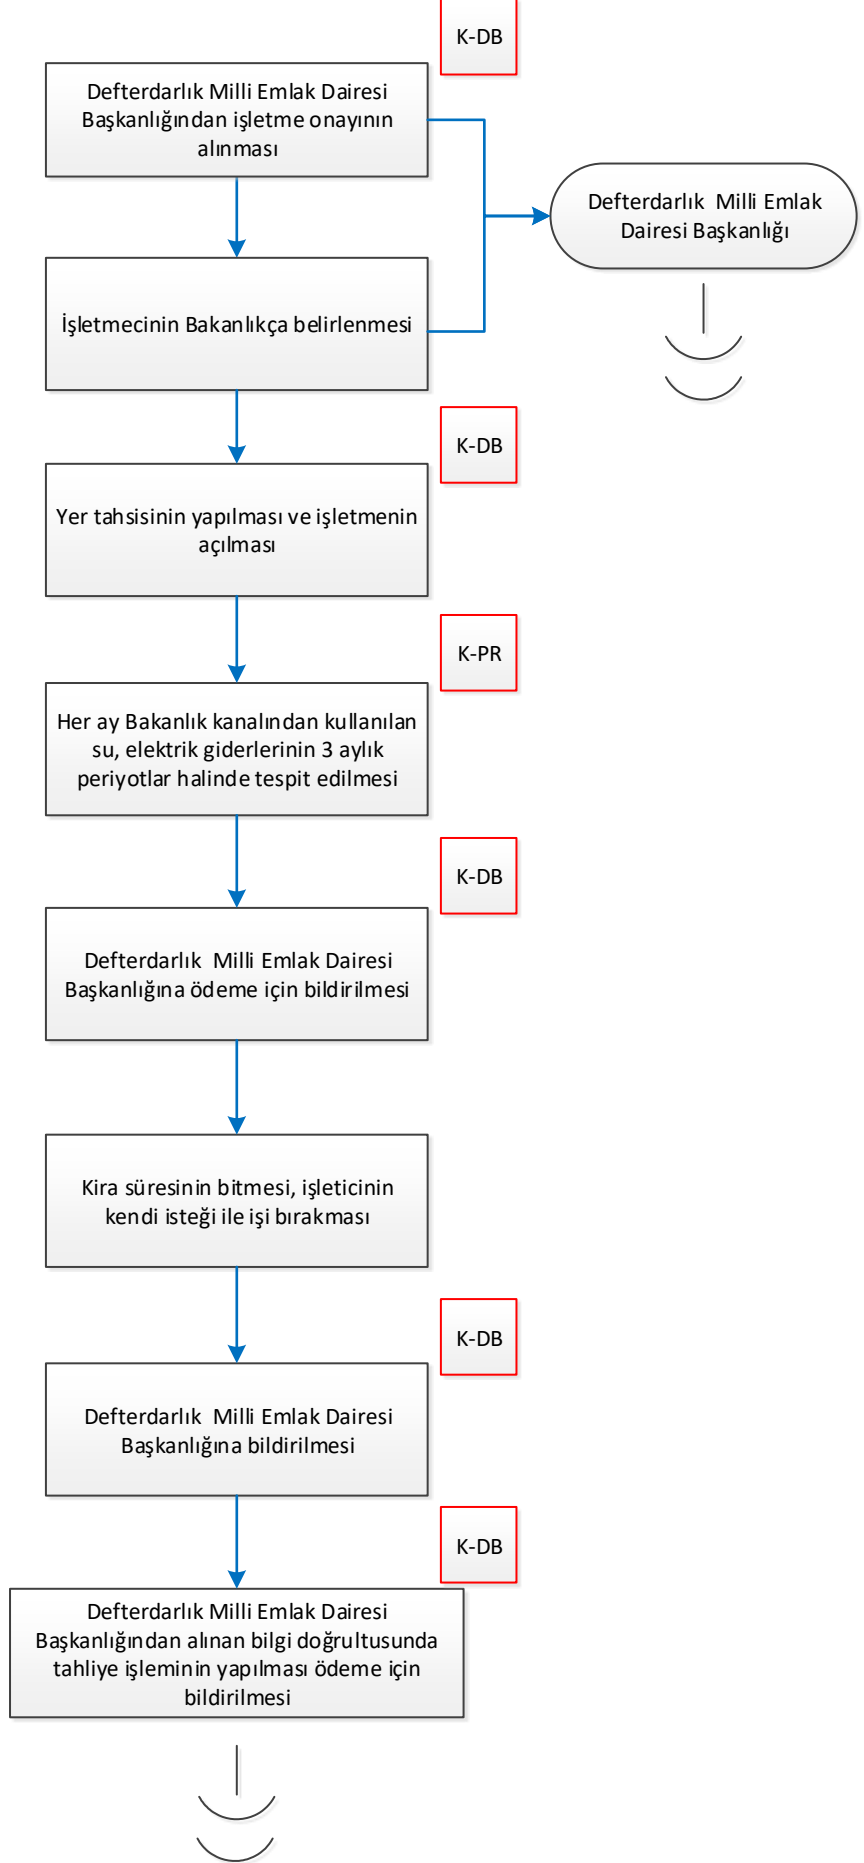 K-DB
Defterdarlık Milli Emlak Dairesi
Başkanlığından işletme onayının
alınması
Defterdarlık Milli Emlak
Dairesi Başkanlığı
İşletmecinin Bakanlıkça belirlenmesi
K-DB
Yer tahsisinin yapılması ve işletmenin
açılması
K-PR
Her ay Bakanlık kanalından kullanılan
su, elektrik giderlerinin 3 aylık
periyotlar halinde tespit edilmesi
K-DB
Defterdarlık Milli Emlak Dairesi
Başkanlığına ödeme için bildirilmesi
Kira süresinin bitmesi, işleticinin
kendi isteği ile işi bırakması
K-DB
Defterdarlık Milli Emlak Dairesi
Başkanlığına bildirilmesi
K-DB
Defterdarlık Milli Emlak Dairesi
Başkanlığından alınan bilgi doğrultusunda
tahliye işleminin yapılması ödeme için
bildirilmesi